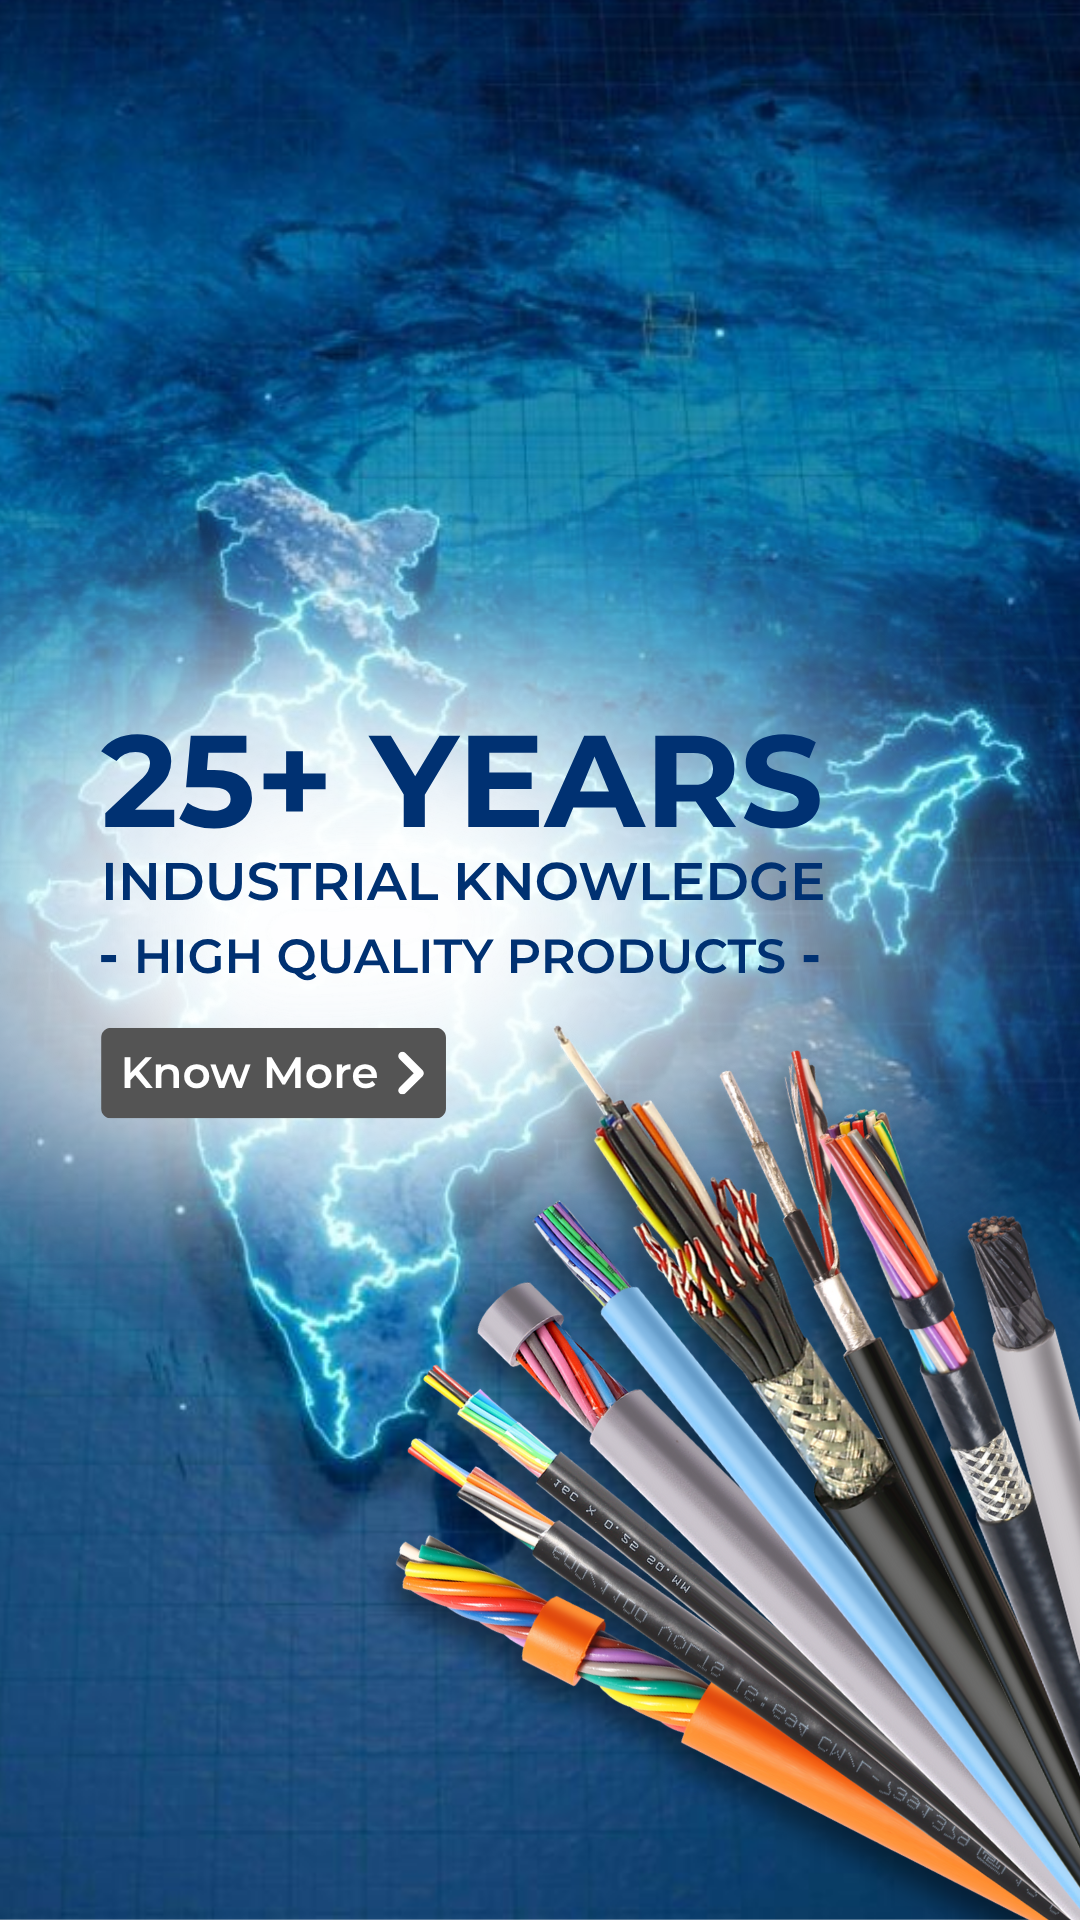 25+ YEARS
INDUSTRIAL KNOWLEDGE
- HIGH QUALITY PRODUCTS -
Know More